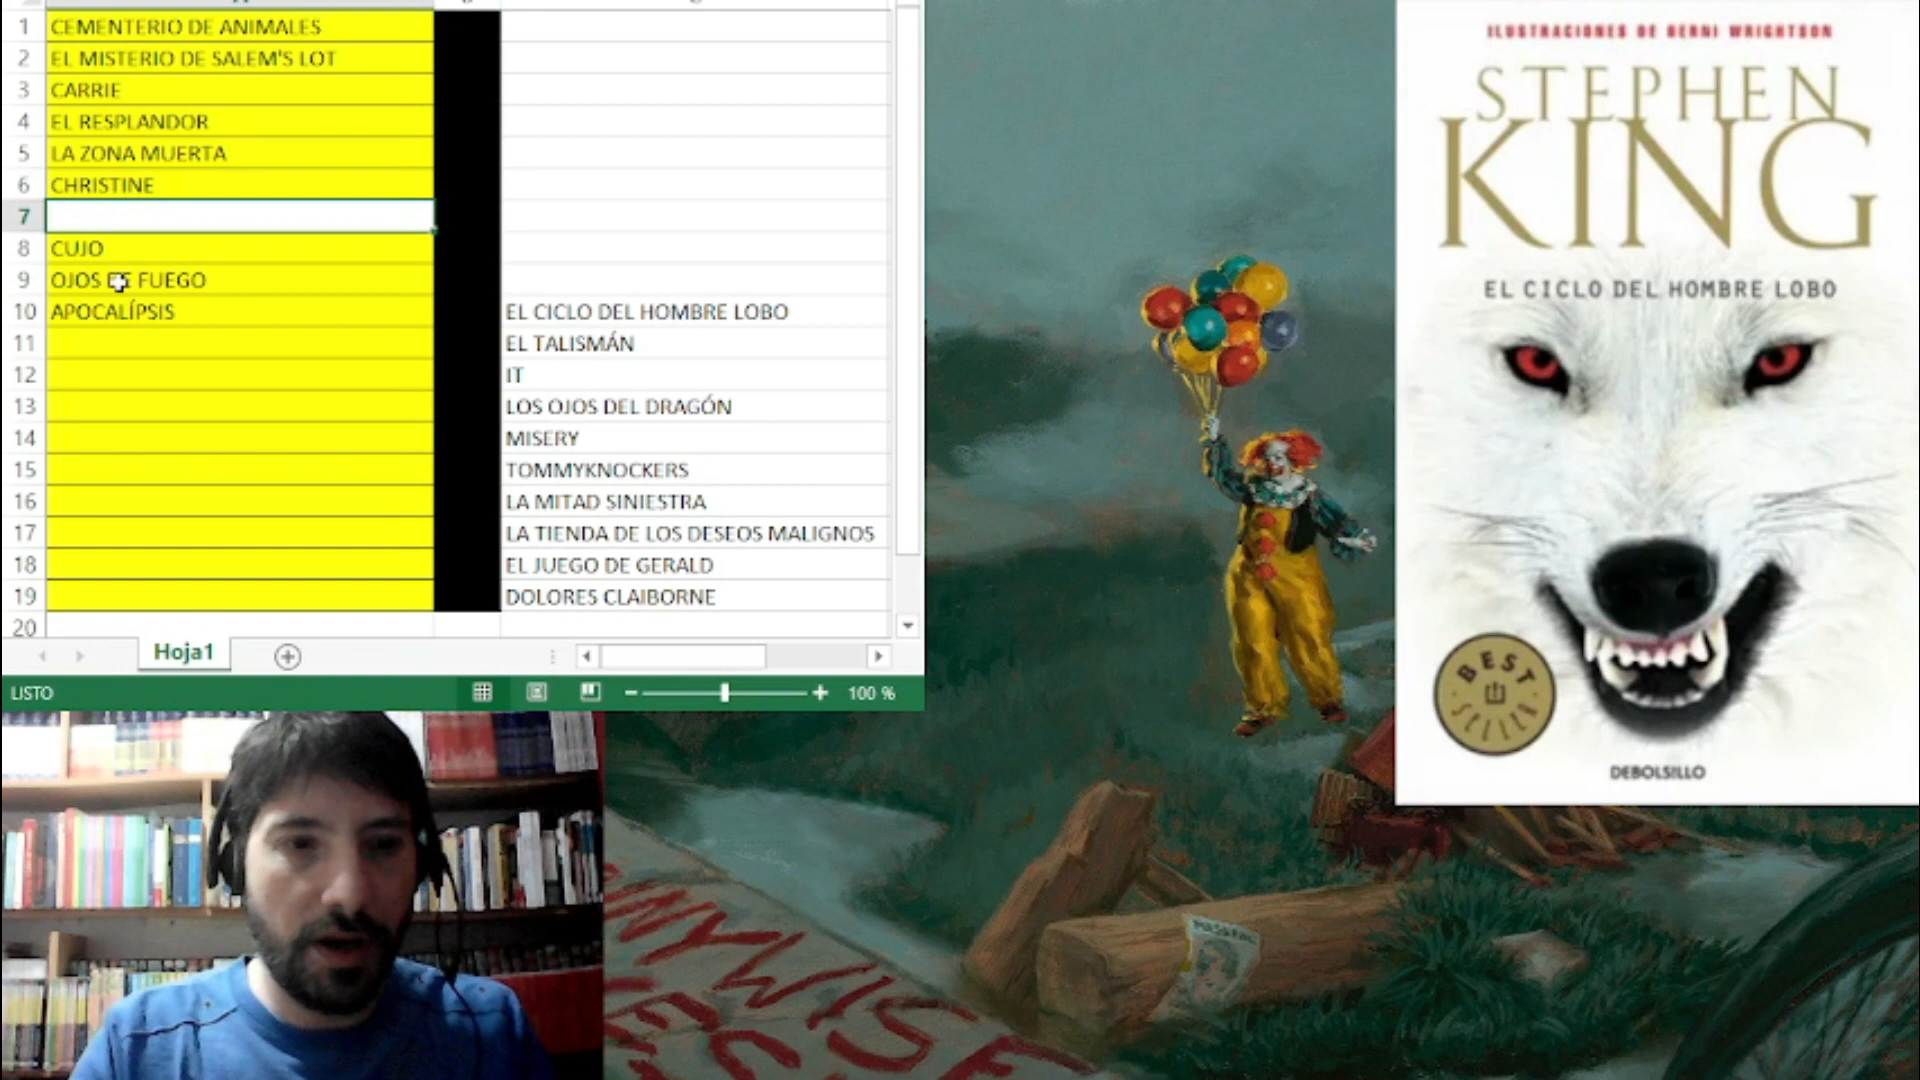 1 CEMENTERIO DE ANIMALES
2 EL MISTERIO DE SALEM'S LOT
3 CARRIE
4 EL RESPLANDOR
5 LA ZONA MUERTA
6 CHRISTINE
7
8 CUJO
9 OJOS DE FUEGO
10 APOCALÍPSIS EL CICLO DEL HOMBRE LOBO
11 EL TALISMÁN
12 IT
13 LOS OJOS DEL DRAGÓN
14 MISERY
15 TOMMYKNOCKERS
16 LA MITAD SINIESTRA
17 LA TIENDA DE LOS DESEOS MALIGNOS
18 EL JUEGO DE GERALD
19 DOLORES CLAIBORNE
20
Hoja1
LISTO
100 %
ILUSTRACIONES DE BERNI WRIGHTSON
STEPHEN
KING
EL CICLO DEL HOMBRE LOBO
BEST
SELLER
DEBOLSILLO
NYWISE